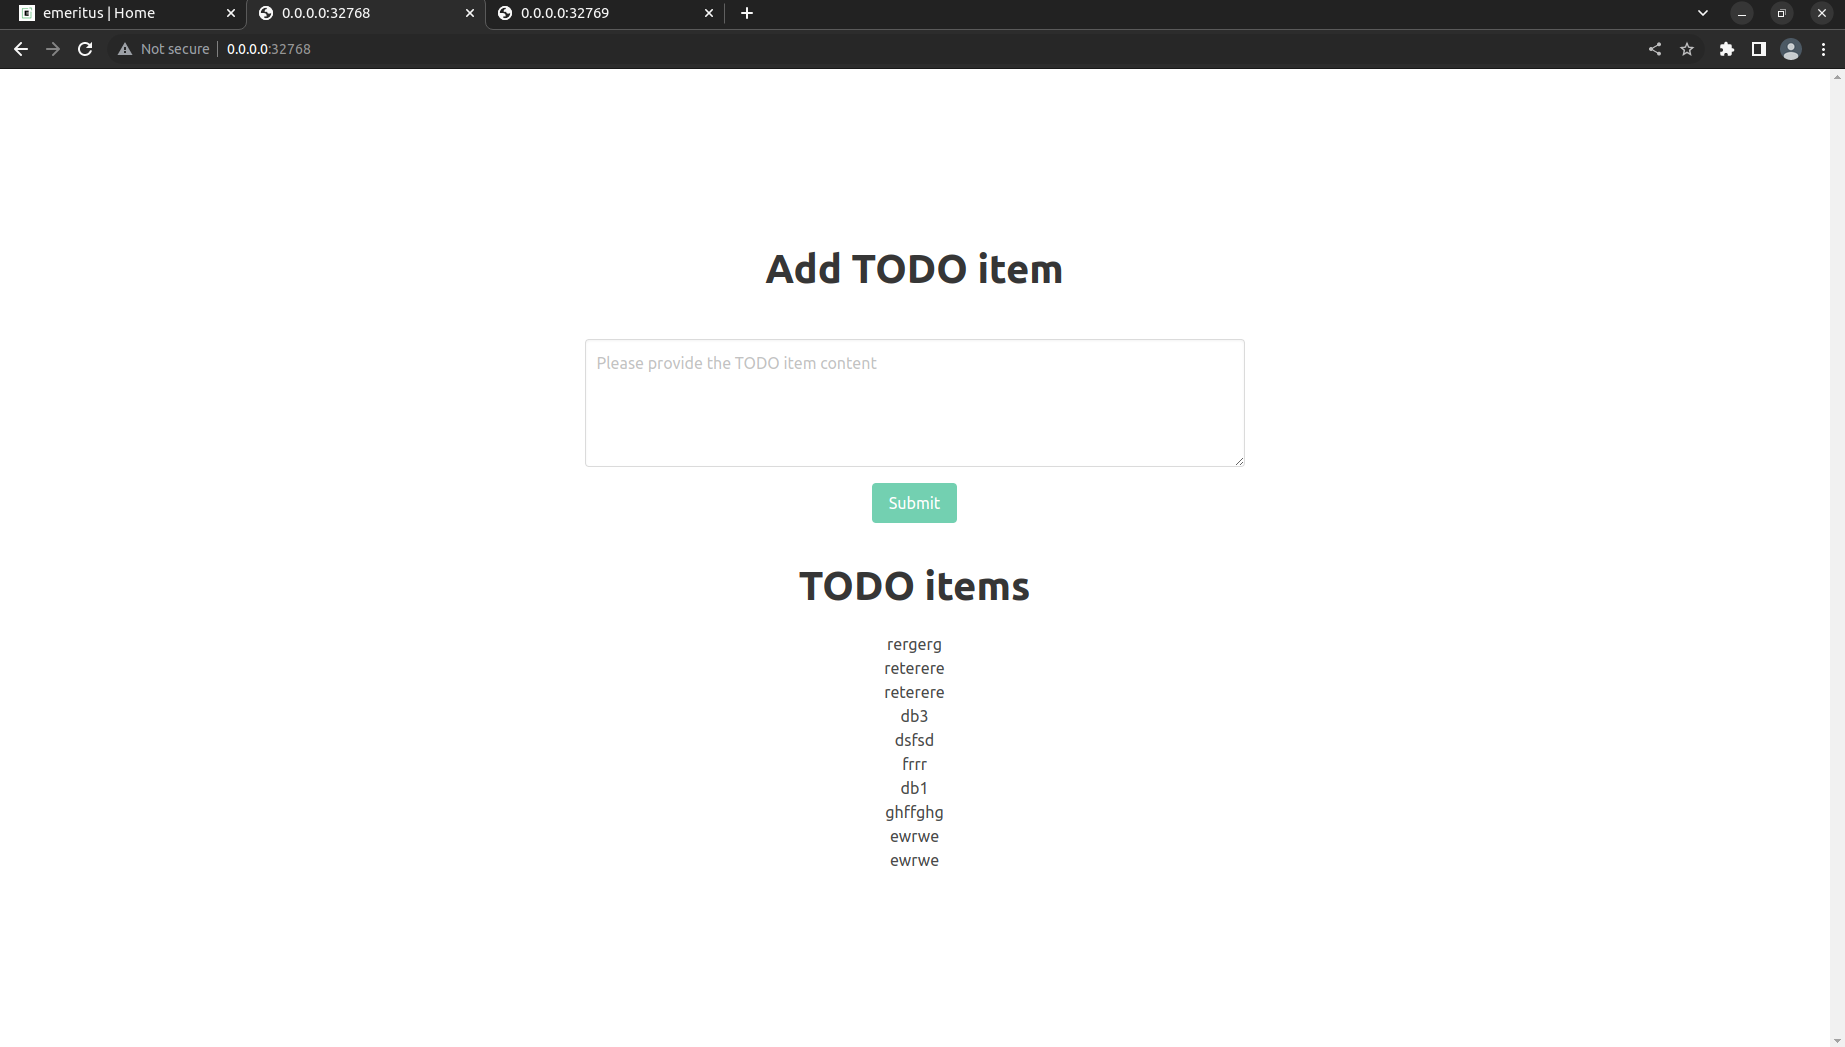 emeritus | Home
0.0.0.0:32768
0.0.0.0:32769
Not secure
0.0.0.0:32768
Add TODO item
Please provide the TODO item content
Submit
TODO items
rergerg
reterere
reterere
db3
dsfsd
frrr
db1
ghffghg
ewrwe
ewrwe